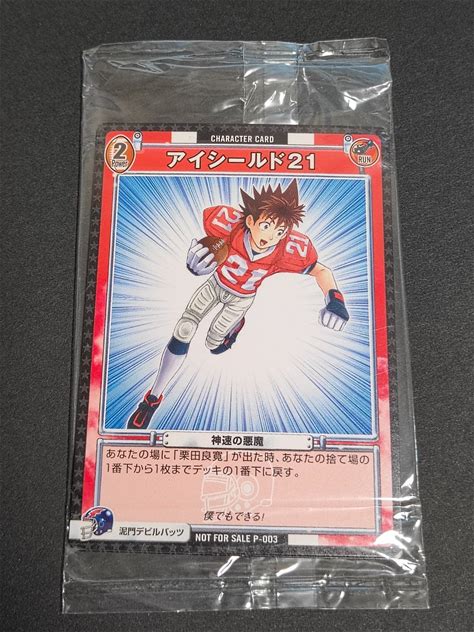 CHARACTER CARD
2
Power
アイシールド21
RUN
21
21
21
神速の悪魔
あなたの場に「栗田良寛」が出た時、あなたの捨て場の
1番下から1枚までデッキの1番下に戻す。
僕でもできる!
泥門デビルバッツ
NOT FOR SALE P-003